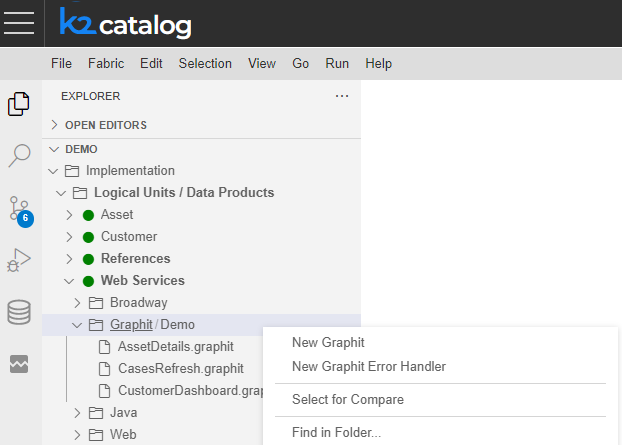 k2 catalog
File Fabric Edit Selection View Go Run Help
EXPLORER ...
OPEN EDITORS
DEMO
Implementation
Logical Units / Data Products
Asset
Customer
6
References
Web Services
Broadway
Graphit / Demo
AssetDetails.graphit
CasesRefresh.graphit
CustomerDashboard.grap
Java
Web
New Graphit
New Graphit Error Handler
Select for Compare
Find in Folder...